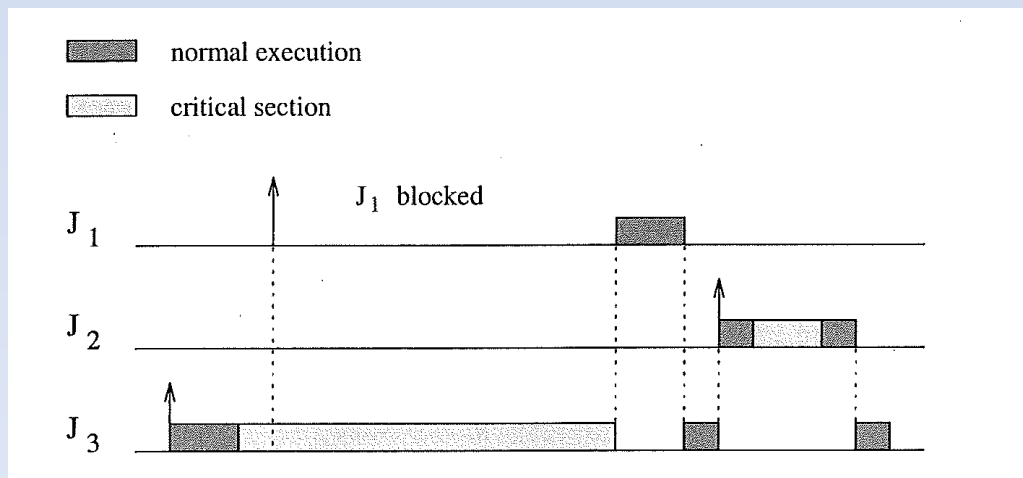 normal execution
critical section
J1 blocked
J1
J2
J3